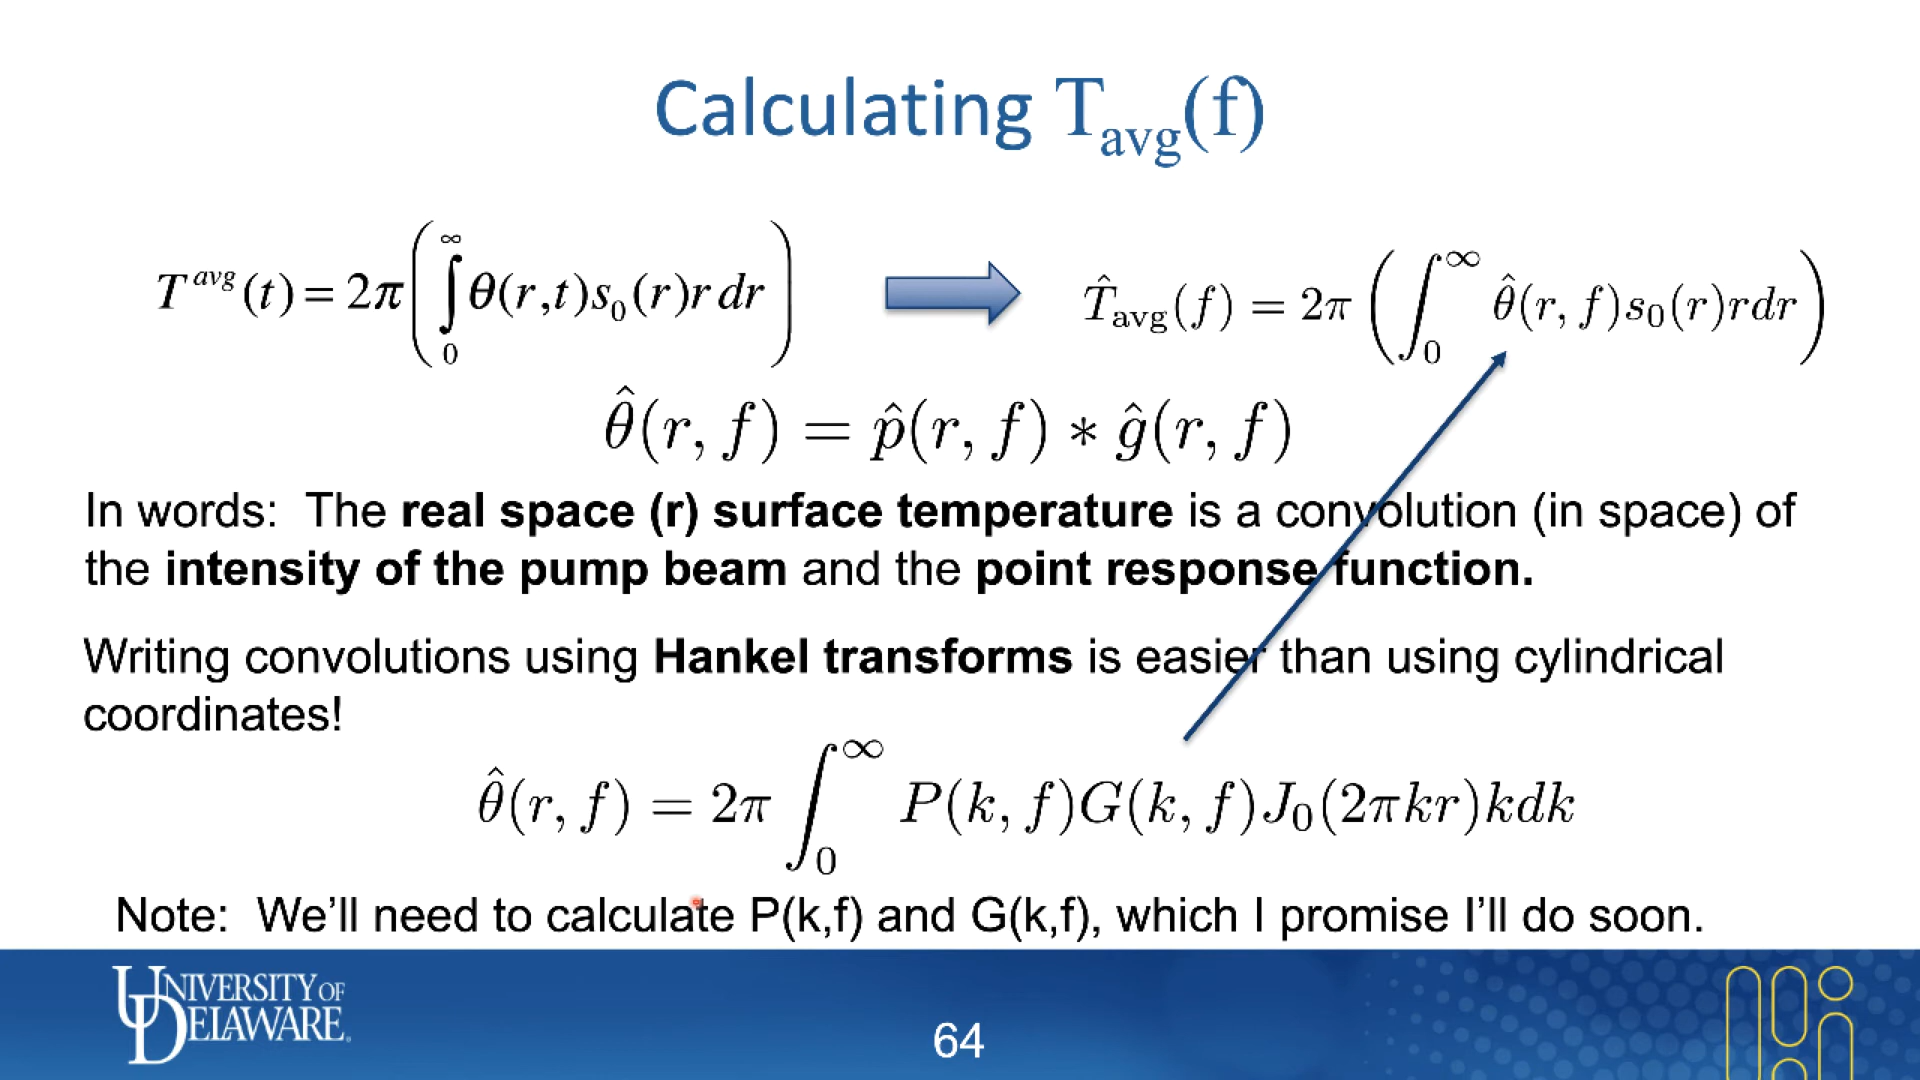 Calculating T_avg(f)
T^avg(t) = 2π(∫_0^∞ θ(r,t)s_0(r)r dr)
T̂_avg(f) = 2π(∫_0^∞ θ̂(r, f)s_0(r)rdr)
θ̂(r, f) = p̂(r, f) * ĝ(r, f)
In words: The real space (r) surface temperature is a convolution (in space) of
the intensity of the pump beam and the point response function.
Writing convolutions using Hankel transforms is easier than using cylindrical
coordinates!
θ̂(r, f) = 2π ∫_0^∞ P(k, f)G(k, f)J_0(2πkr)kdk
Note: We'll need to calculate P(k,f) and G(k,f), which I promise I'll do soon.
UNIVERSITY OF
DELAWARE.
64